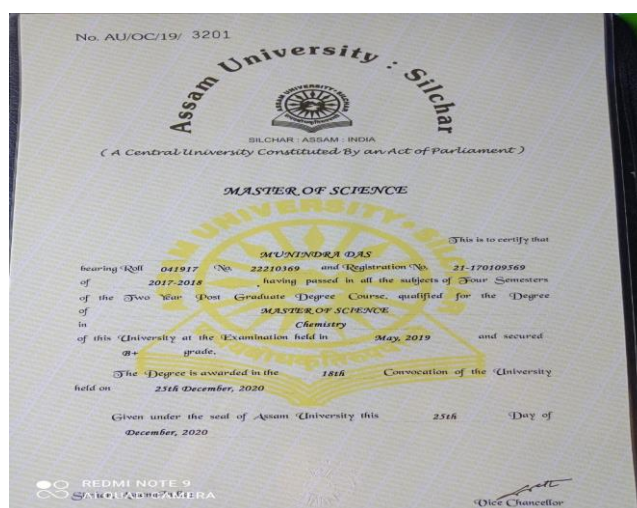 No. AU/OC/19/ 3201
Assam University : Silchar
ASSAM UNIVERSITY SILCHAR
SILCHAR : ASSAM : INDIA
( A Central University Constituted By an Act of Parliament )
MASTER OF SCIENCE
ASSAM UNIVERSITY SILCHAR
This is to certify that
MUNINDRA DAS
bearing Roll 041917 No. 22210369 and Registration No. 21-170109569
of 2017-2018 , having passed in all the subjects of Four Semesters
of the Two Year Post Graduate Degree Course, qualified for the Degree
of MASTER OF SCIENCE
in Chemistry
of this University at the Examination held in May, 2019 and secured
B+ grade.
The Degree is awarded in the 18th Convocation of the University
held on 25th December, 2020
Given under the seal of Assam University this 25th Day of
December, 2020
REDMI NOTE 9
Vice Chancellor